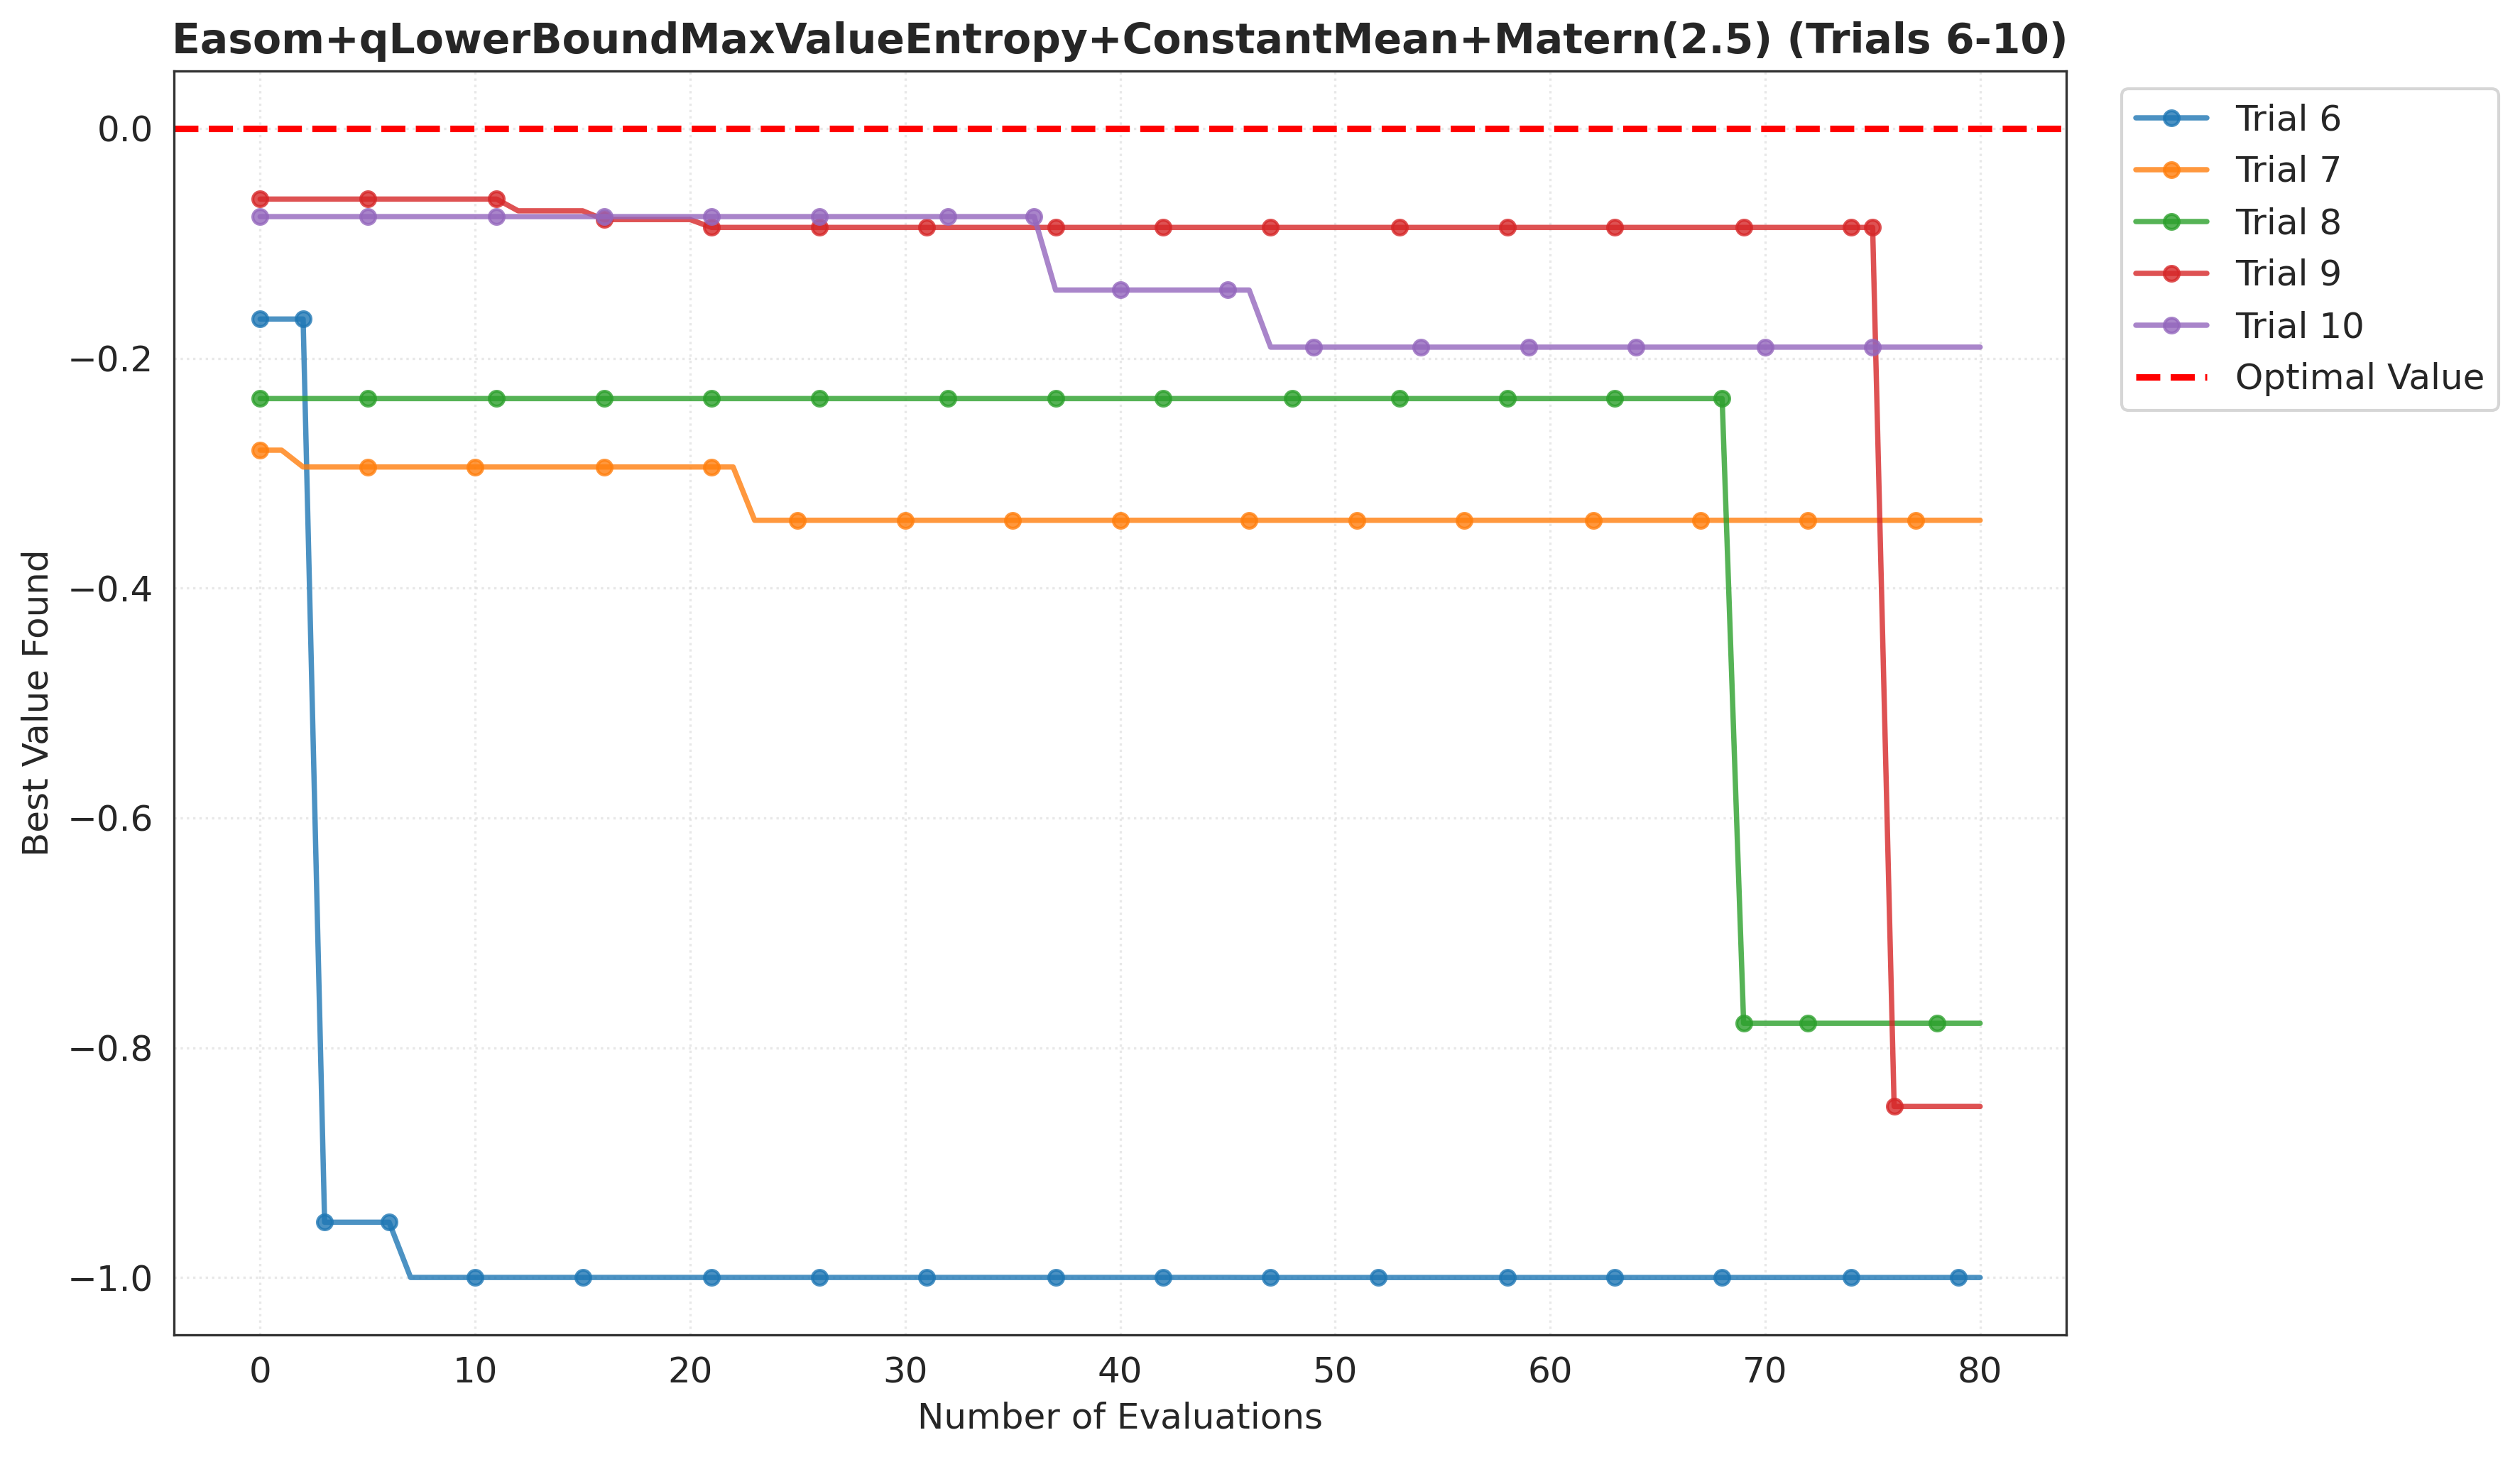 Easom+qLowerBoundMaxValueEntropy+ConstantMean+Matern(2.5) (Trials 6-10)
0.0
−0.2
−0.4
−0.6
−0.8
−1.0
Best Value Found
0 10 20 30 40 50 60 70 80
Number of Evaluations
Trial 6
Trial 7
Trial 8
Trial 9
Trial 10
Optimal Value